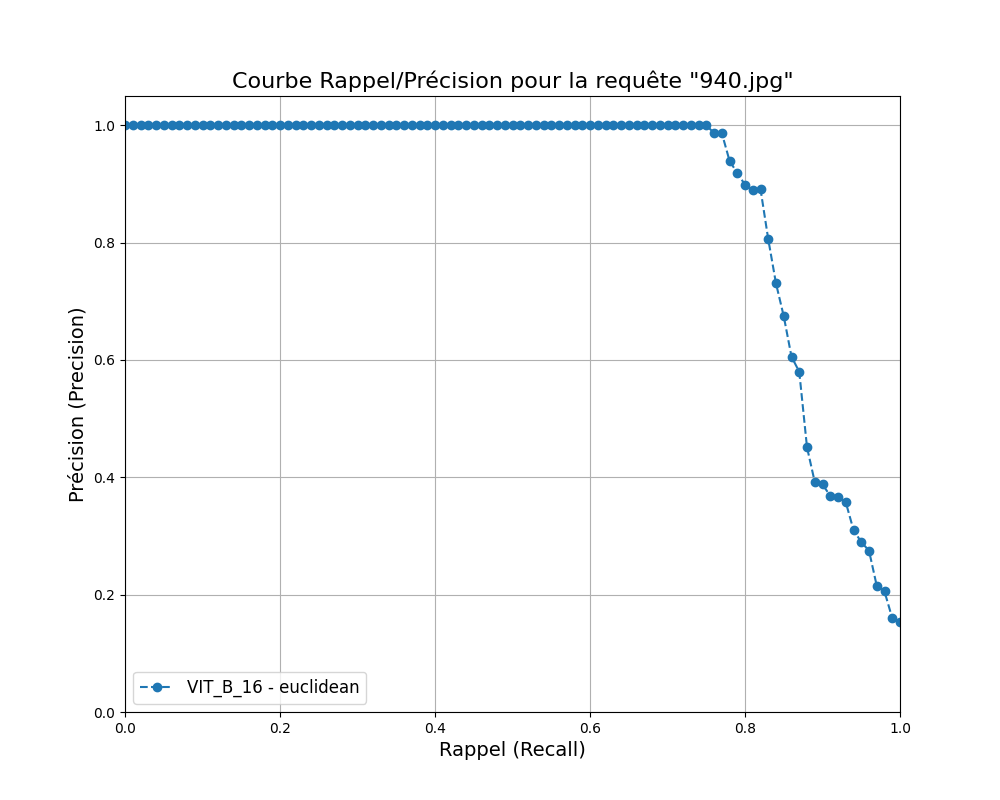 Courbe Rappel/Précision pour la requête "940.jpg"
1.0
0.8
0.6
0.4
0.2
0.0
Précision (Precision)
VIT_B_16 - euclidean
0.0 0.2 0.4 0.6 0.8 1.0
Rappel (Recall)